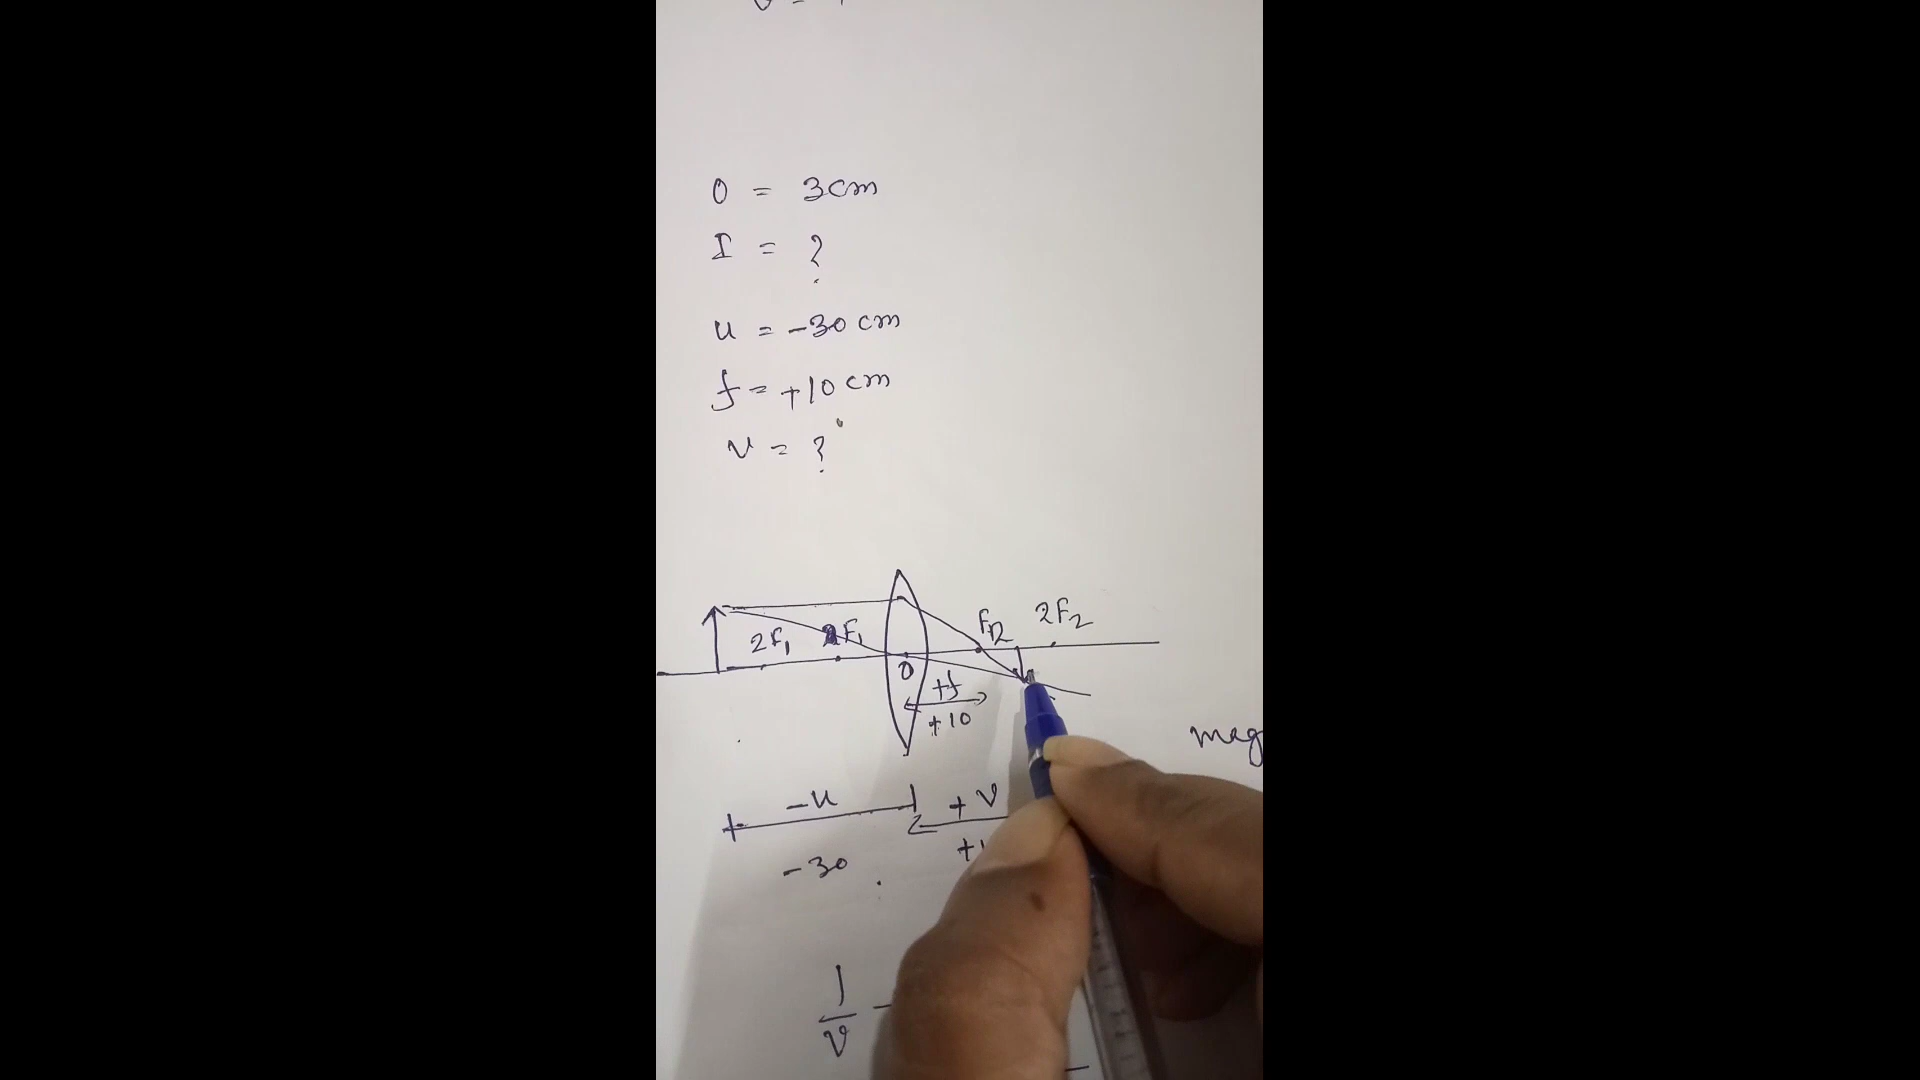 O = 3cm
I = ?
u = -30 cm
f = +10 cm
v = ?
2F1 F1 F2 2F2
O
+f
+10
-u +v
-30
1
v